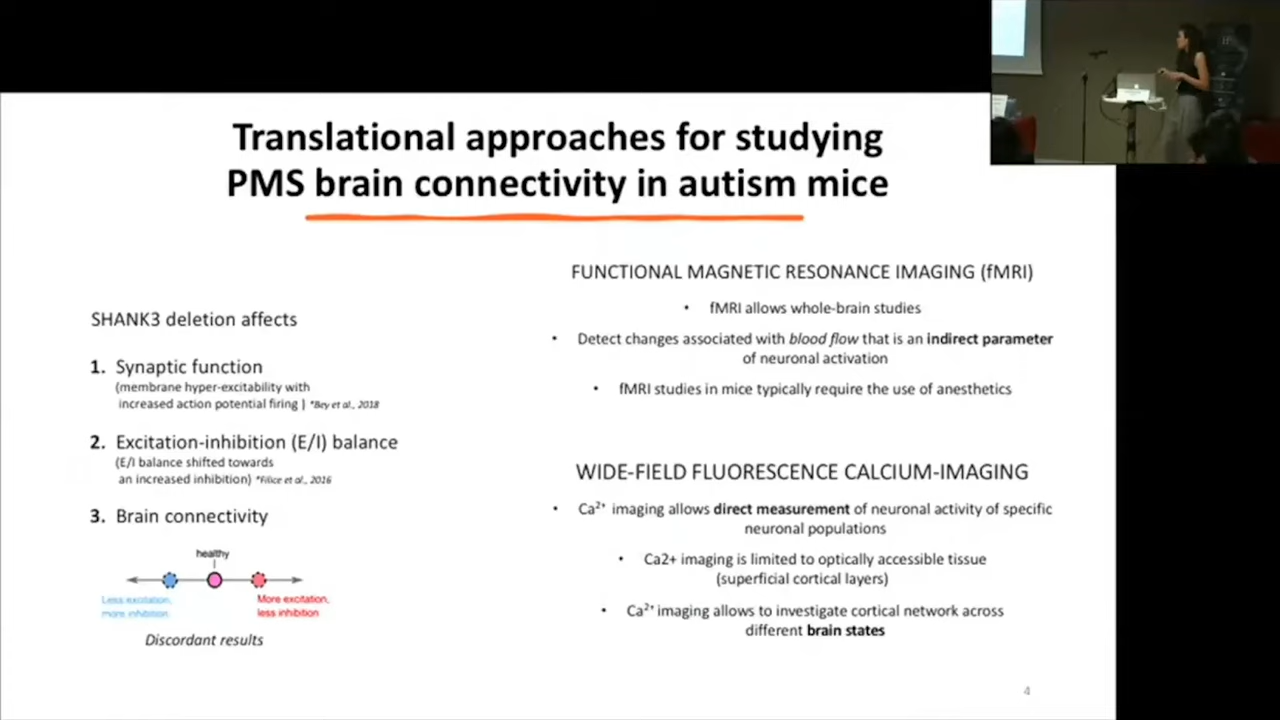 Translational approaches for studying
PMS brain connectivity in autism mice
SHANK3 deletion affects
1. Synaptic function
(membrane hyper-excitability with
increased action potential firing ) *Bey et al., 2018
2. Excitation-inhibition (E/I) balance
(E/I balance shifted towards
an increased inhibition) *Filice et al., 2016
3. Brain connectivity
healthy
Less excitation,
more inhibition
More excitation,
less inhibition
Discordant results
FUNCTIONAL MAGNETIC RESONANCE IMAGING (fMRI)
• fMRI allows whole-brain studies
• Detect changes associated with blood flow that is an indirect parameter
of neuronal activation
• fMRI studies in mice typically require the use of anesthetics
WIDE-FIELD FLUORESCENCE CALCIUM-IMAGING
• Ca²⁺ imaging allows direct measurement of neuronal activity of specific
neuronal populations
• Ca2+ imaging is limited to optically accessible tissue
(superficial cortical layers)
• Ca²⁺ imaging allows to investigate cortical network across
different brain states
4